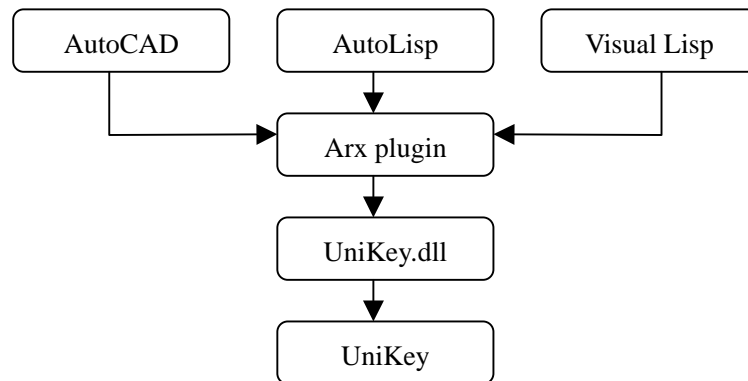 AutoCAD
AutoLisp
Visual Lisp
Arx plugin
UniKey.dll
UniKey